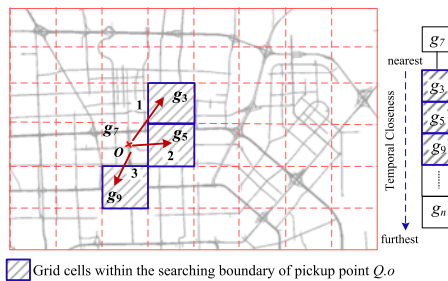 1
g3
g7
g5
o
2
3
g9
g7
nearest
g3
g5
g9
gn
furthest
Temporal Closeness
Grid cells within the searching boundary of pickup point Q.o